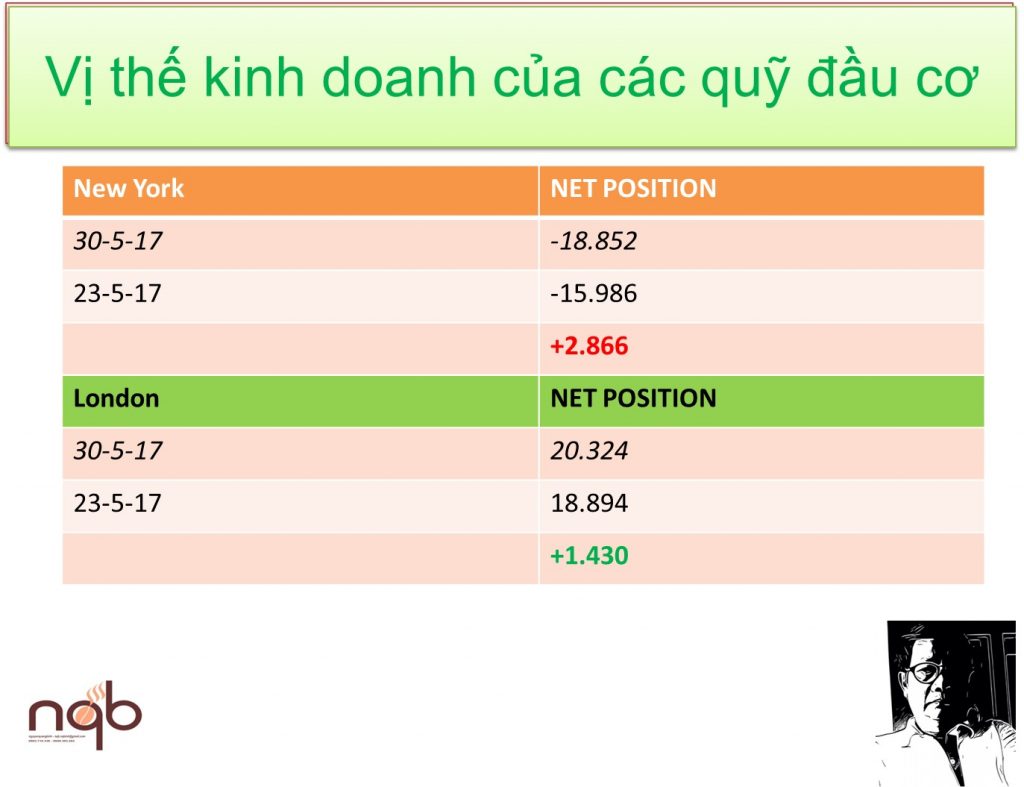 Vị thế kinh doanh của các quỹ đầu cơ
New York NET POSITION
30-5-17 -18.852
23-5-17 -15.986
+2.866
London NET POSITION
30-5-17 20.324
23-5-17 18.894
+1.430
nqb